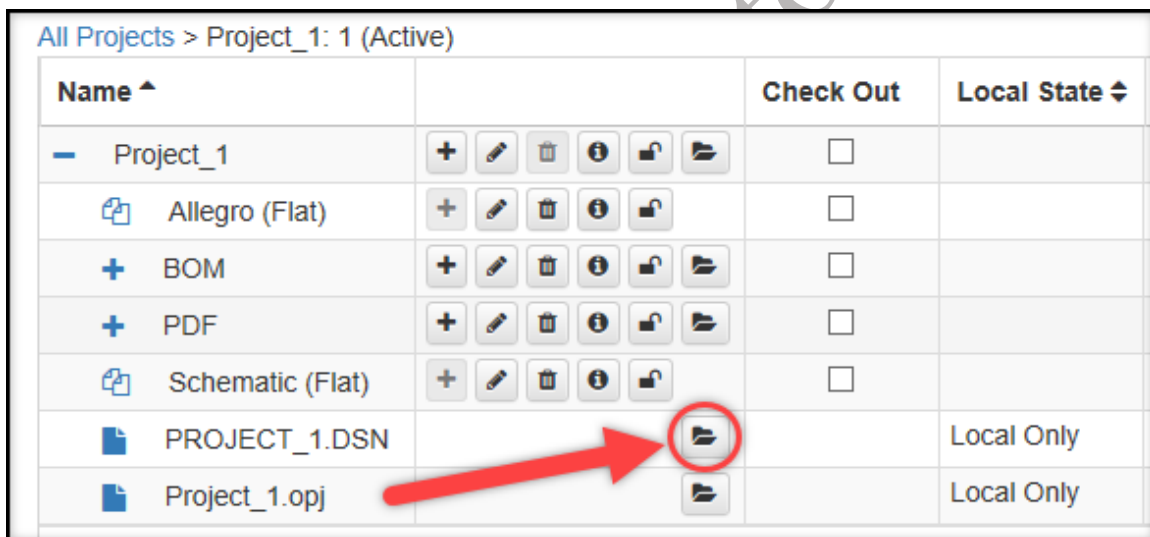 All Projects > Project_1: 1 (Active)
Name Check Out Local State
Project_1
Allegro (Flat)
BOM
PDF
Schematic (Flat)
PROJECT_1.DSN Local Only
Project_1.opj Local Only